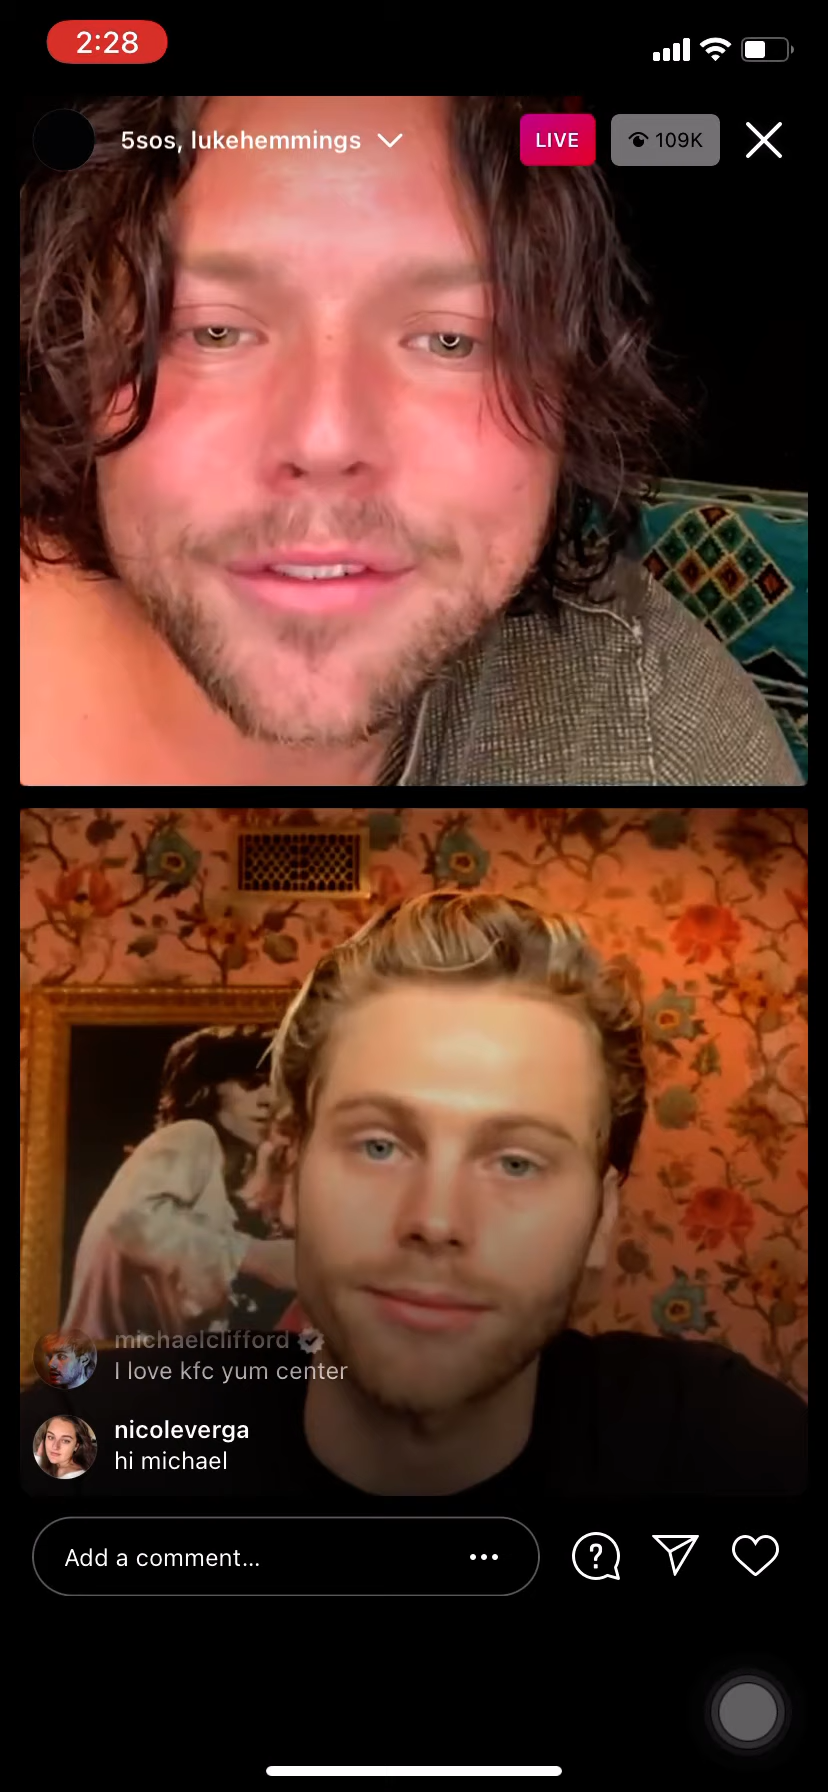 2:28
5sos, lukehemmings
LIVE
109K
michaelclifford
I love kfc yum center
nicoleverga
hi michael
Add a comment...